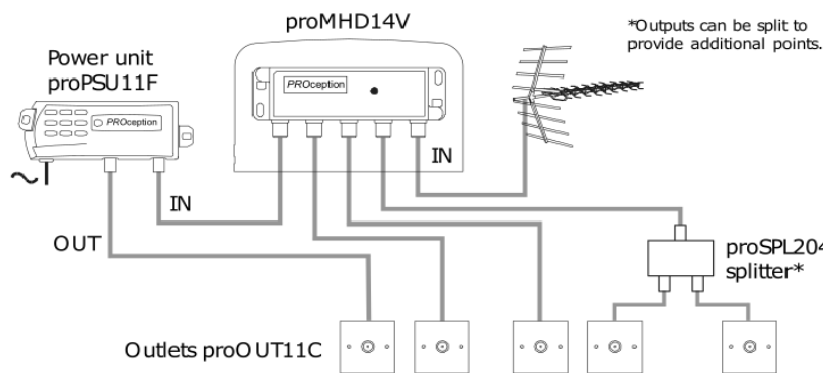 proMHD14V
*Outputs can be split to
provide additional points.
Power unit
proPSU11F
PROception
PROception
IN
IN
OUT
proSPL204
splitter*
Outlets proOUT11C